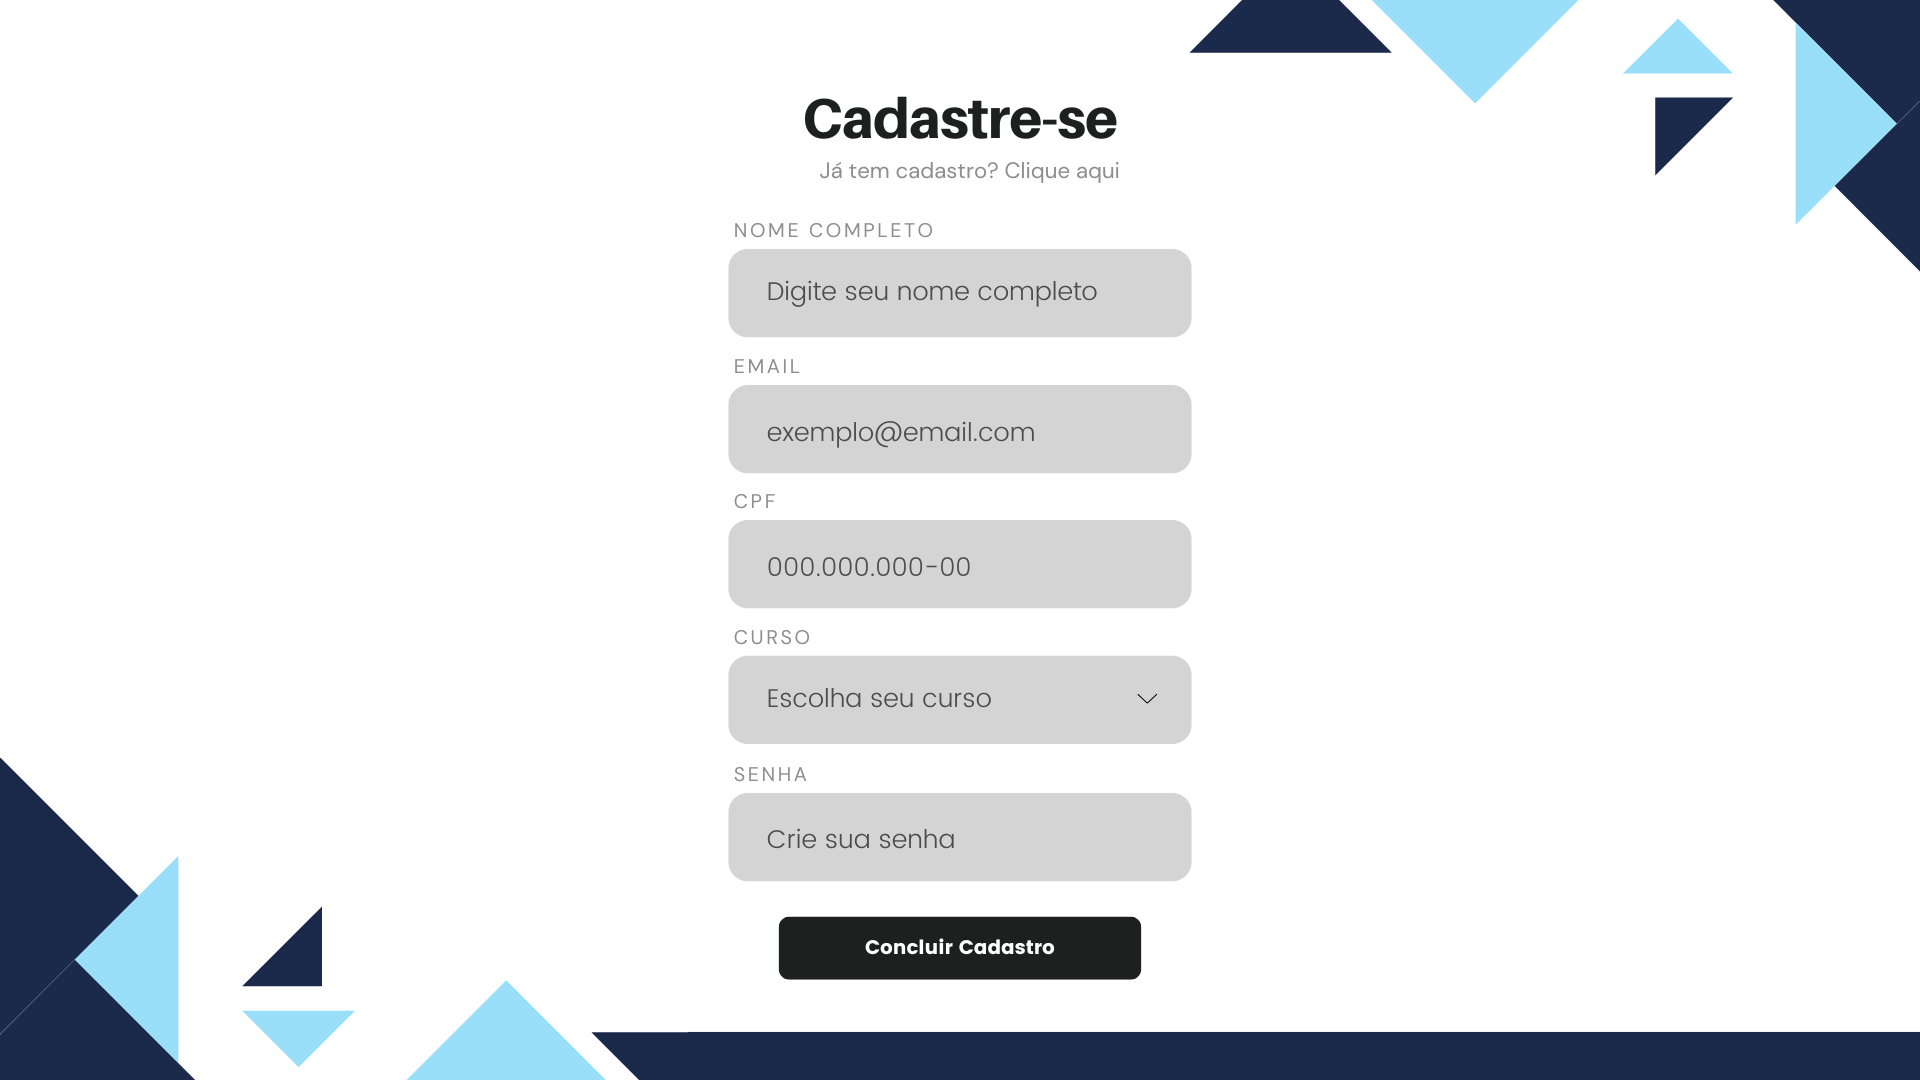 Cadastre-se
Já tem cadastro? Clique aqui
NOME COMPLETO
Digite seu nome completo
EMAIL
exemplo@email.com
CPF
000.000.000-00
CURSO
Escolha seu curso
SENHA
Crie sua senha
Concluir Cadastro